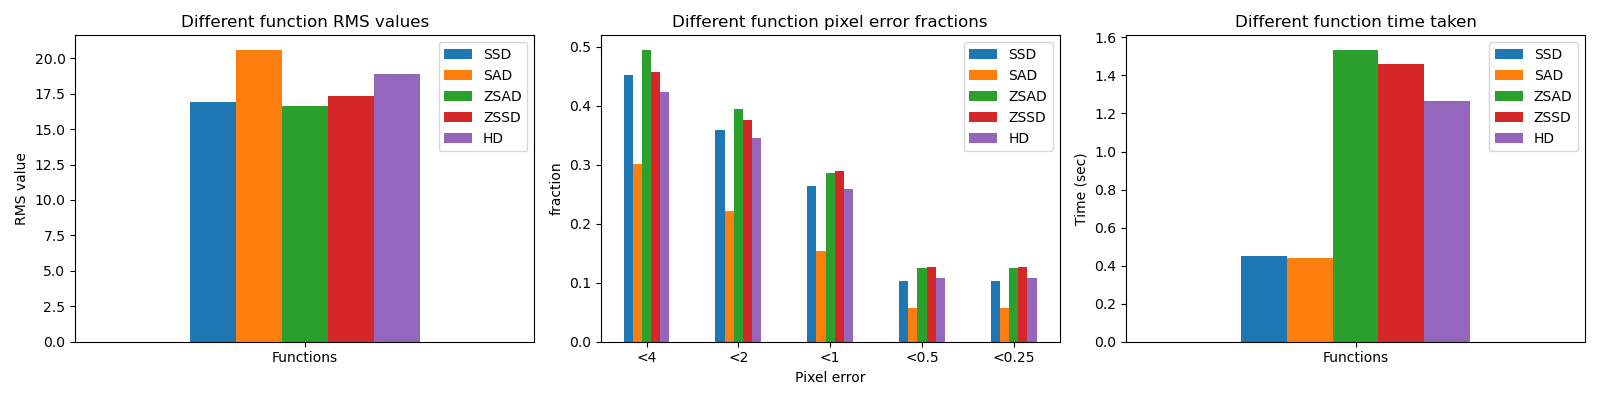 Different function RMS values
RMS value
20.0
17.5
15.0
12.5
10.0
7.5
5.0
2.5
0.0
Functions
SSD
SAD
ZSAD
ZSSD
HD
Different function pixel error fractions
fraction
0.5
0.4
0.3
0.2
0.1
0.0
<4
<2
<1
<0.5
<0.25
Pixel error
SSD
SAD
ZSAD
ZSSD
HD
Different function time taken
Time (sec)
1.6
1.4
1.2
1.0
0.8
0.6
0.4
0.2
0.0
Functions
SSD
SAD
ZSAD
ZSSD
HD